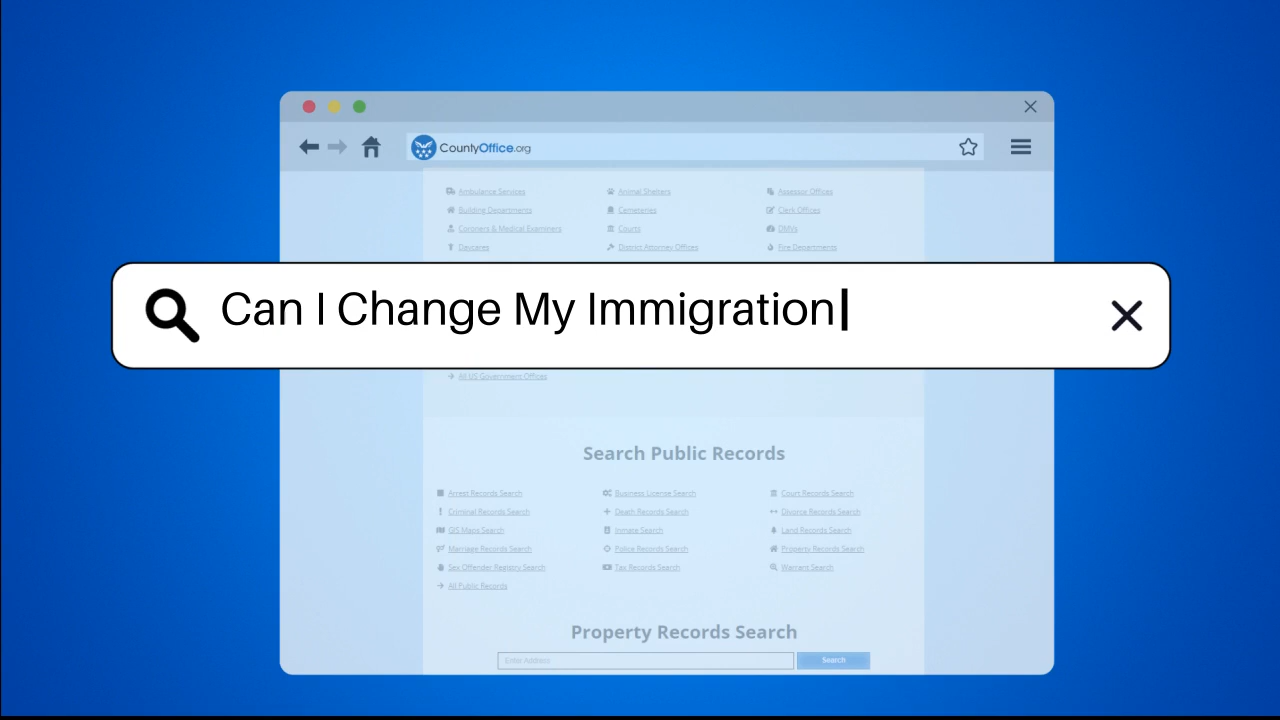 CountyOffice.org
Ambulance Services Animal Shelters Assessor Offices
Building Departments Cemeteries Clerk Offices
Coroners & Medical Examiners Courts DMVs
Daycares District Attorney Offices Fire Departments
Can I Change My Immigration
All US Government Offices
Search Public Records
Arrest Records Search Business License Search Court Records Search
Criminal Records Search Death Records Search Divorce Records Search
GIS Maps Search Inmate Search Land Records Search
Marriage Records Search Police Records Search Property Records Search
Sex Offender Registry Search Tax Records Search Warrant Search
All Public Records
Property Records Search
Enter Address Search